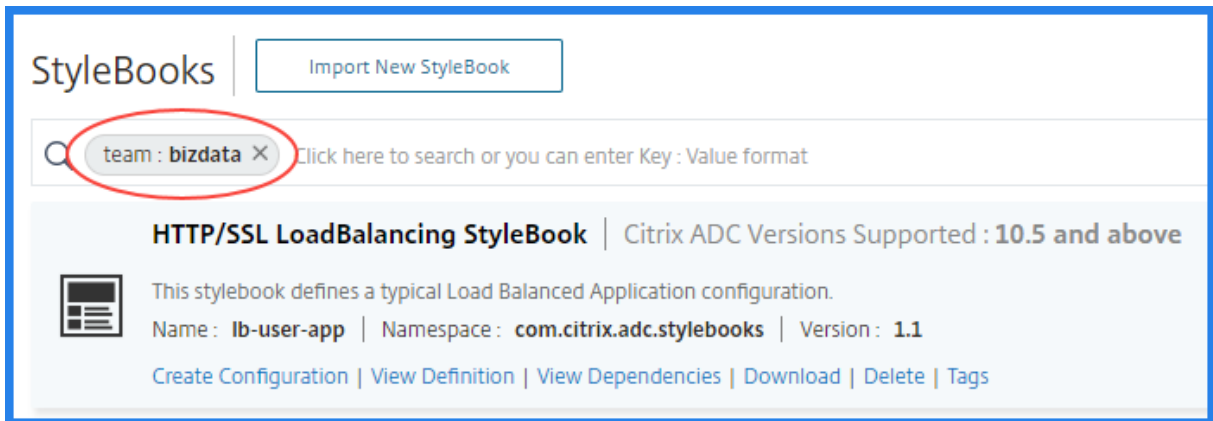 StyleBooks Import New StyleBook
team : bizdata × Click here to search or you can enter Key : Value format
HTTP/SSL LoadBalancing StyleBook | Citrix ADC Versions Supported : 10.5 and above
This stylebook defines a typical Load Balanced Application configuration.
Name : lb-user-app | Namespace : com.citrix.adc.stylebooks | Version : 1.1
Create Configuration | View Definition | View Dependencies | Download | Delete | Tags